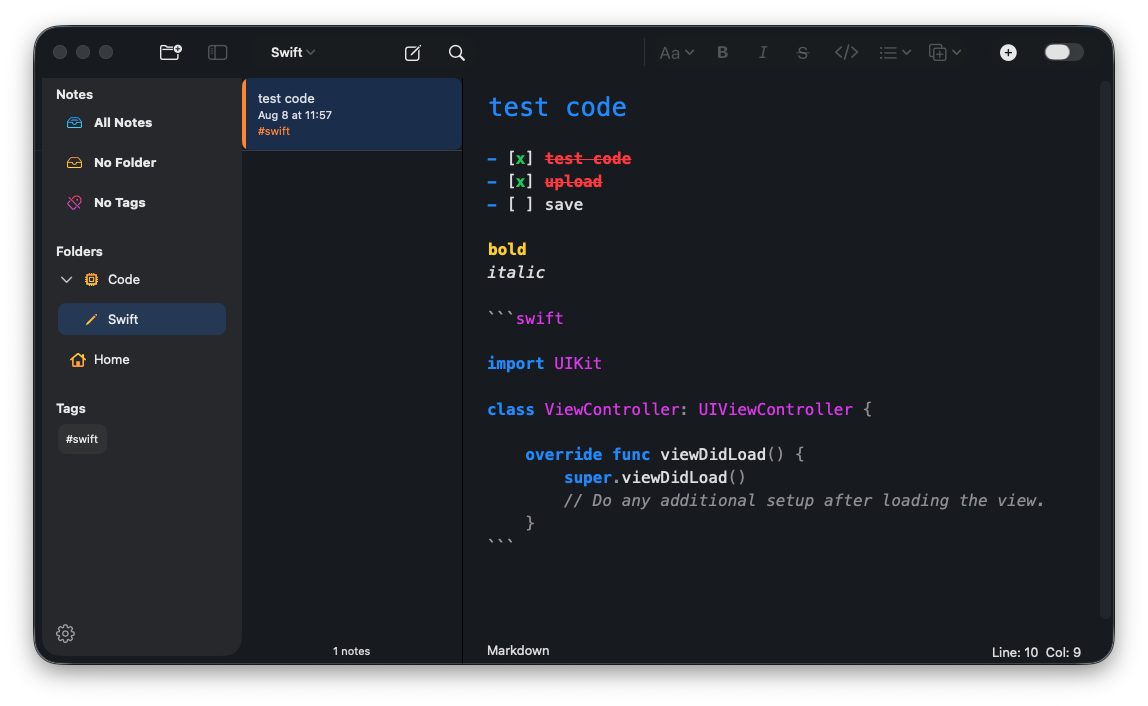 Swift
Aa B I S </>
Notes
All Notes
No Folder
No Tags
Folders
Code
Swift
Home
Tags
#swift
test code
Aug 8 at 11:57
#swift
1 notes
test code
- [x] test code
- [x] upload
- [ ] save
bold
italic
```swift
import UIKit
class ViewController: UIViewController {
    override func viewDidLoad() {
        super.viewDidLoad()
        // Do any additional setup after loading the view.
    }
```
Markdown
Line: 10 Col: 9